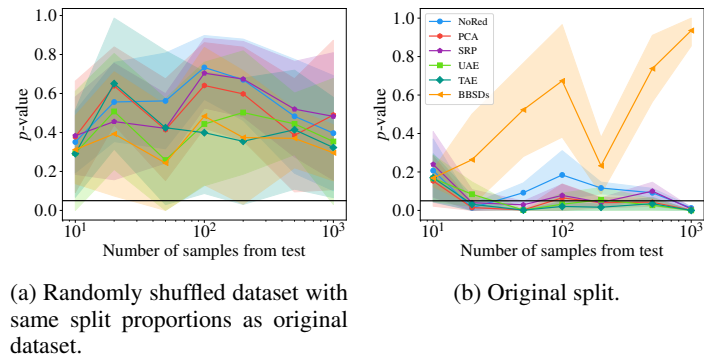 1.0
0.8
0.6
0.4
0.2
0.0
p-value
10¹
10²
10³
Number of samples from test
(a) Randomly shuffled dataset with
same split proportions as original
dataset.
1.0
0.8
0.6
0.4
0.2
0.0
p-value
NoRed
PCA
SRP
UAE
TAE
BBSDs
10¹
10²
10³
Number of samples from test
(b) Original split.